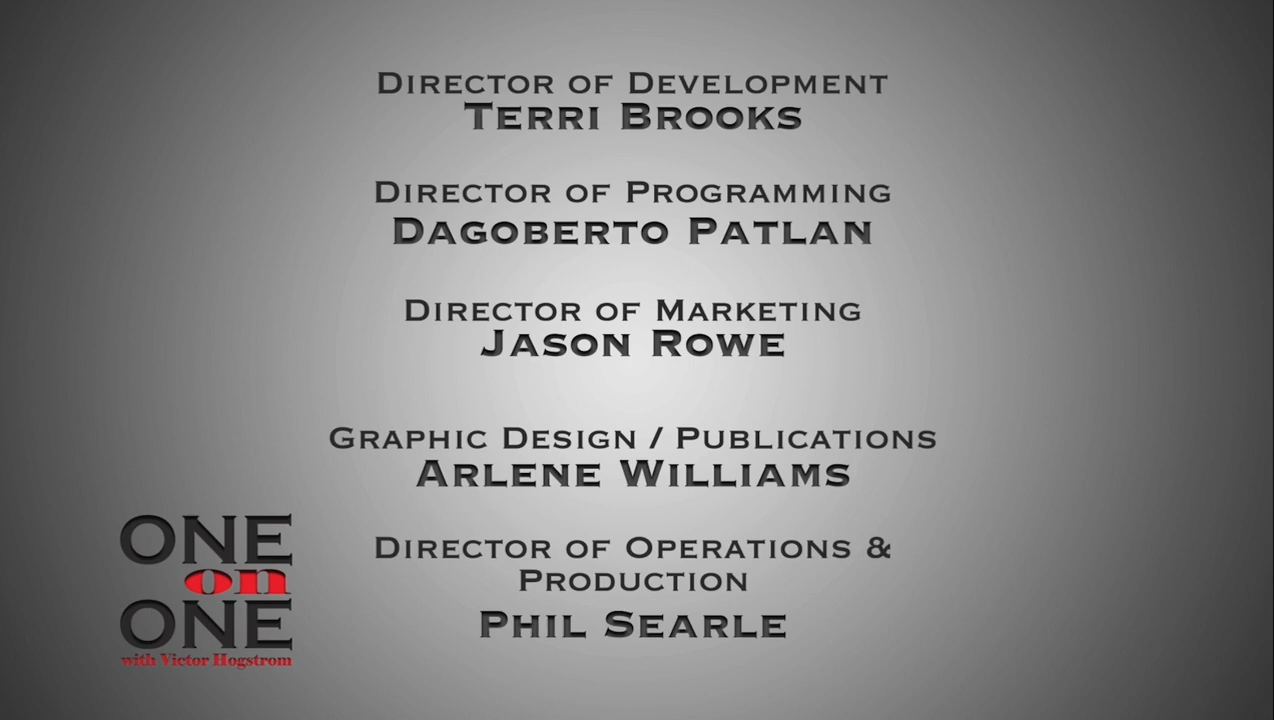 Director of Development
Terri Brooks
Director of Programming
Dagoberto Patlan
Director of Marketing
Jason Rowe
Graphic Design / Publications
Arlene Williams
Director of Operations &
Production
Phil Searle
ONE
on
ONE
with Victor Hogstrom